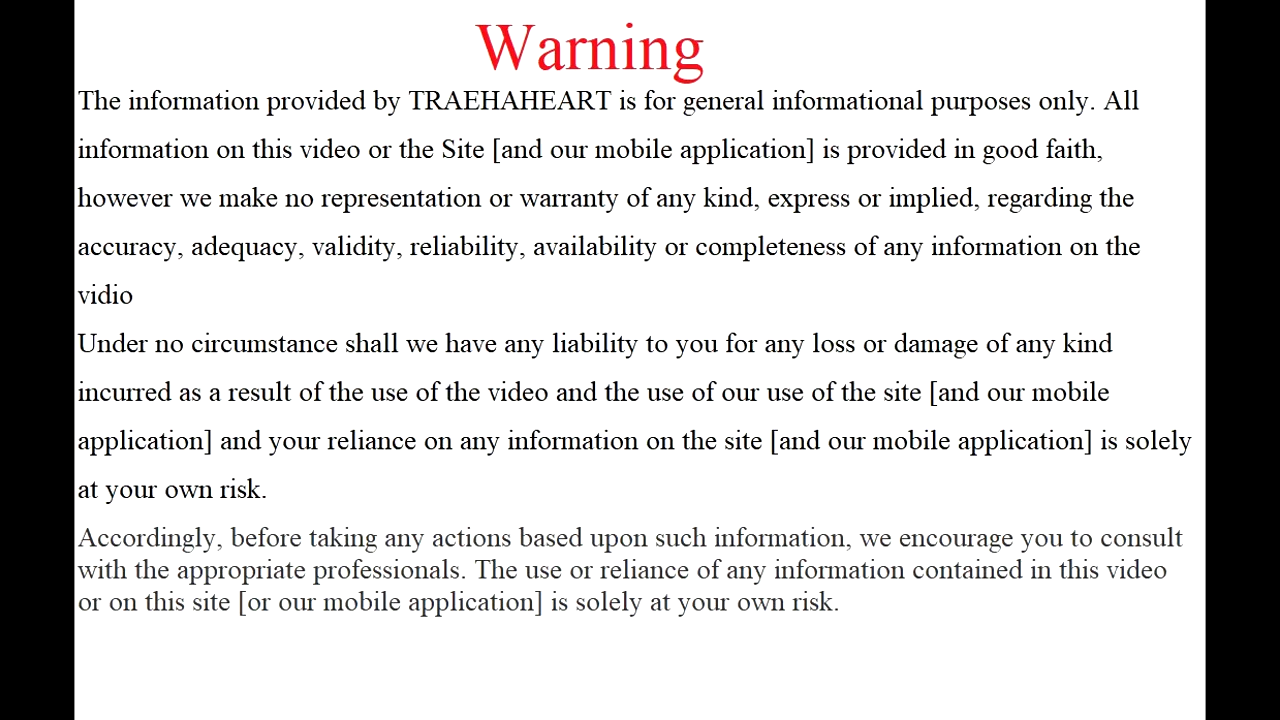 Warning
The information provided by TRAEHAHEART is for general informational purposes only. All
information on this video or the Site [and our mobile application] is provided in good faith,
however we make no representation or warranty of any kind, express or implied, regarding the
accuracy, adequacy, validity, reliability, availability or completeness of any information on the
vidio
Under no circumstance shall we have any liability to you for any loss or damage of any kind
incurred as a result of the use of the video and the use of our use of the site [and our mobile
application] and your reliance on any information on the site [and our mobile application] is solely
at your own risk.
Accordingly, before taking any actions based upon such information, we encourage you to consult
with the appropriate professionals. The use or reliance of any information contained in this video
or on this site [or our mobile application] is solely at your own risk.